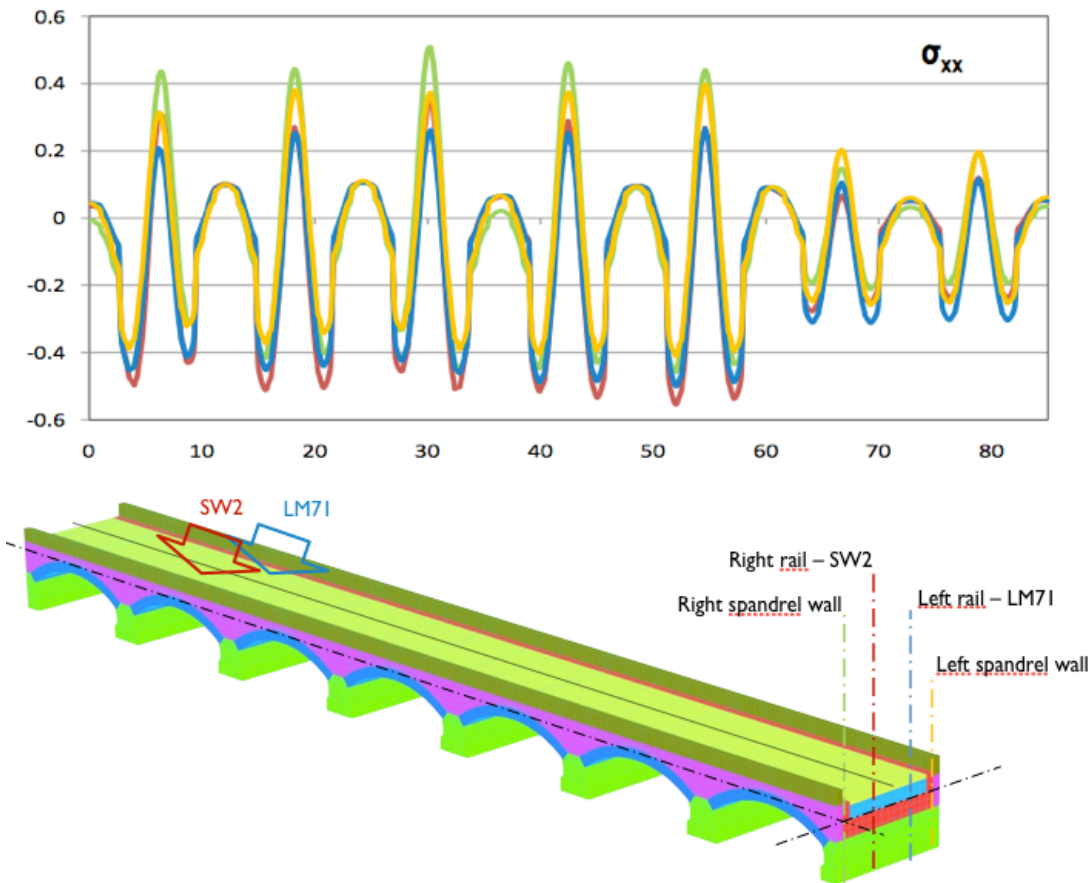 0.6
σxx
0.4
0.2
0
-0.2
-0.4
-0.6
0 10 20 30 40 50 60 70 80
SW2 LM71
Right rail – SW2
Right spandrel wall
Left rail – LM71
Left spandrel wall